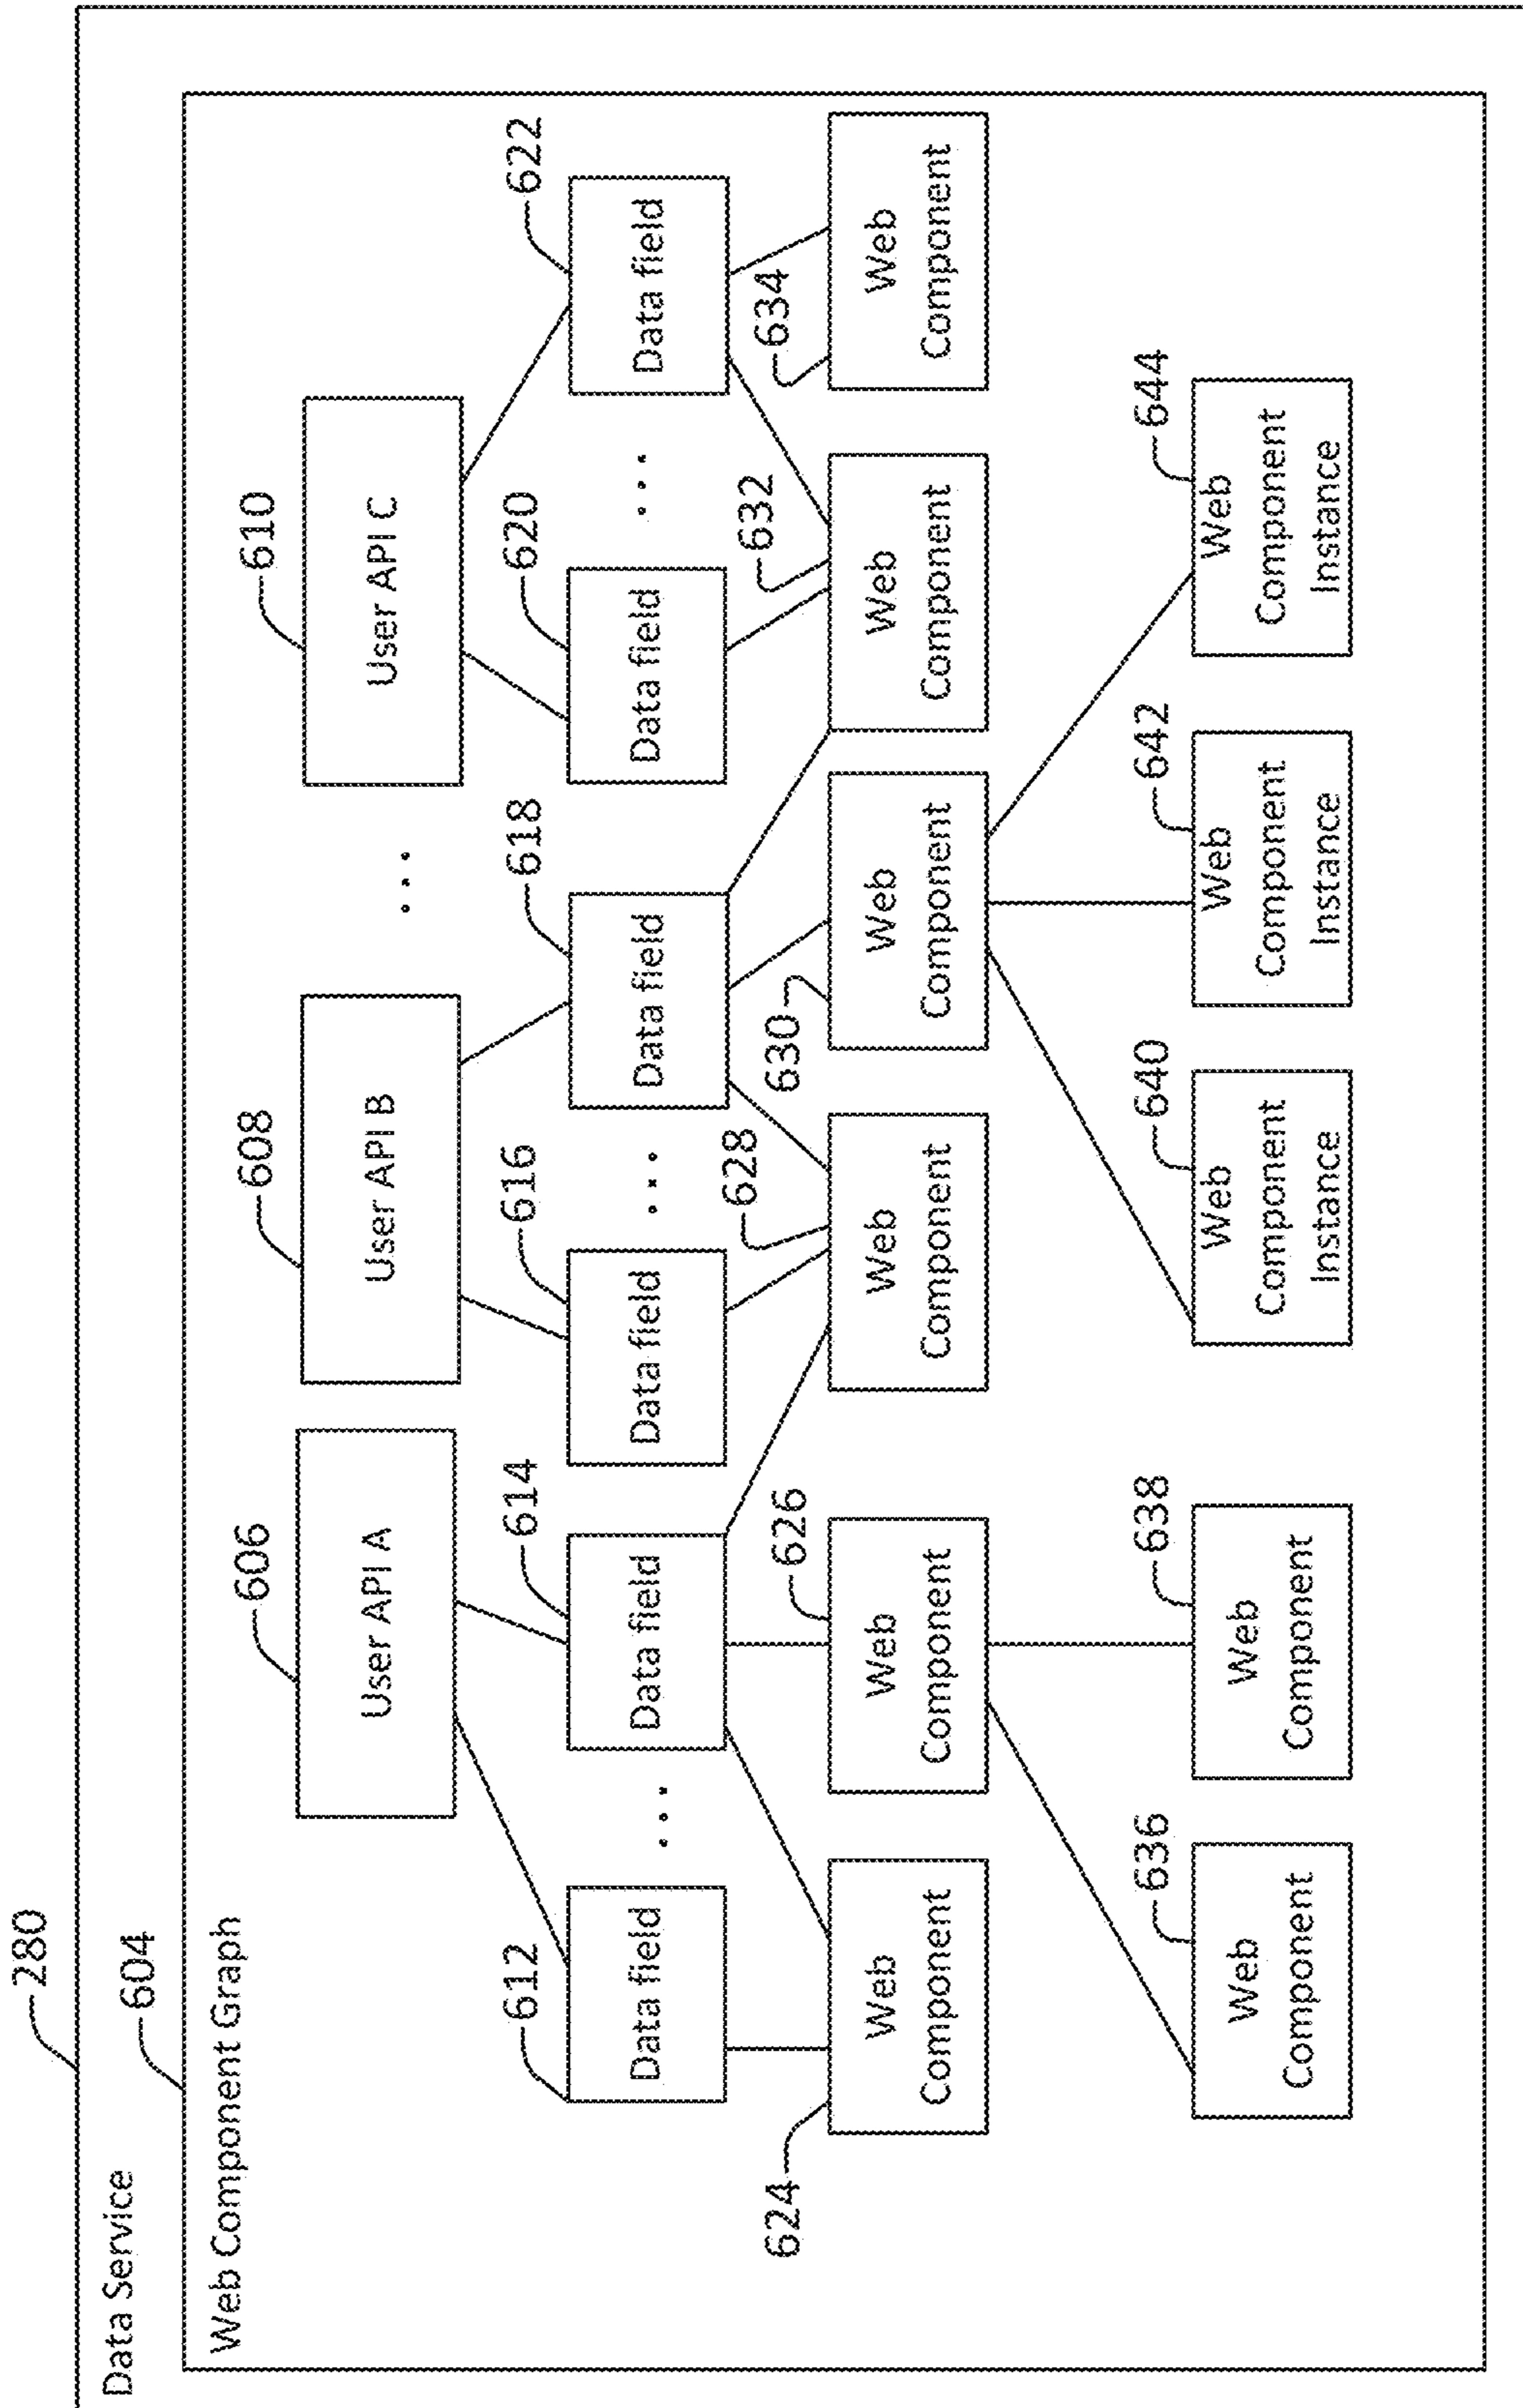 280
Data Service
604
Web Component Graph
606
User API A
608
User API B
...
610
User API C
612
Data field
...
614
Data field
616
Data field
...
618
Data field
620
Data field
...
622
Data field
624
Web
Component
626
Web
Component
628
Web
Component
630
Web
Component
632
Web
Component
634
Web
Component
636
Web
Component
638
Web
Component
640
Web
Component
Instance
642
Web
Component
Instance
644
Web
Component
Instance